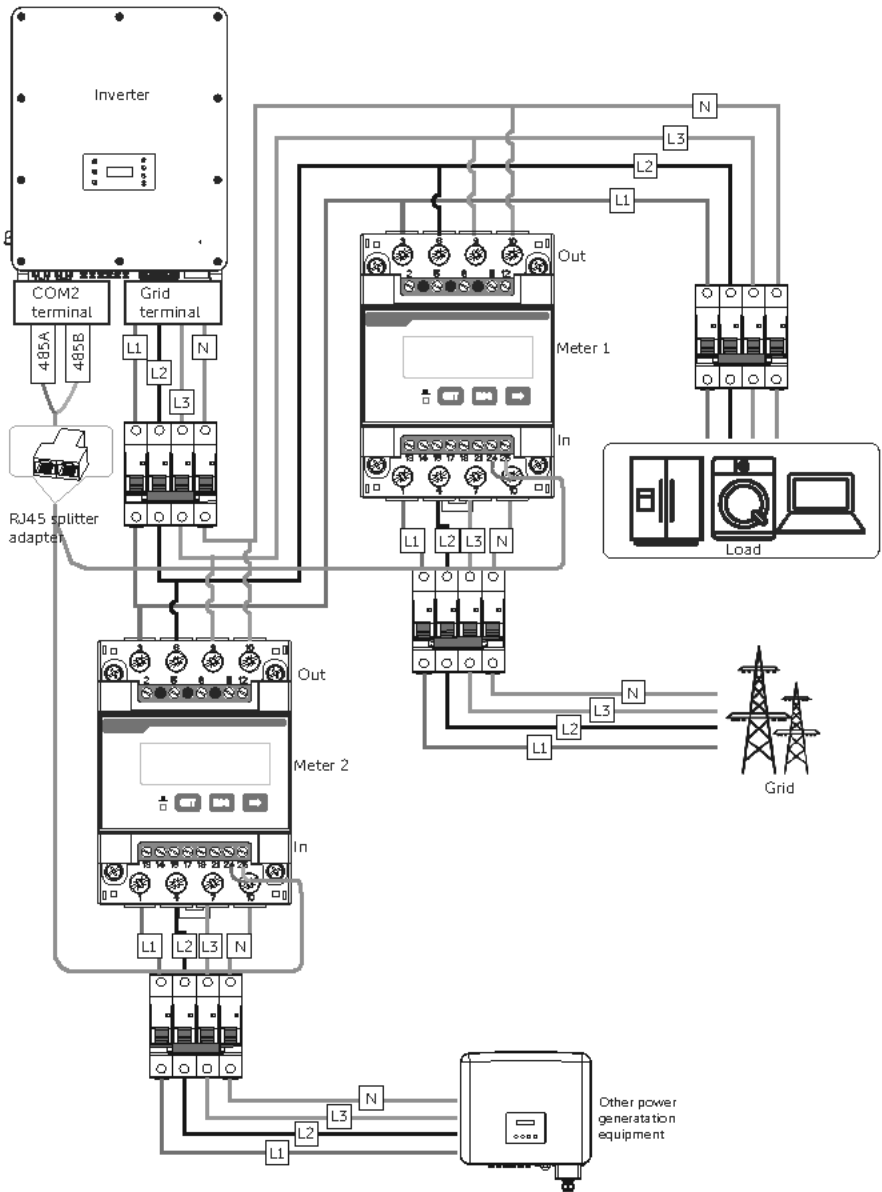 Inverter
COM2
terminal
Grid
terminal
485A
485B
L1
L2
L3
N
RJ45 splitter
adapter
N
L3
L2
L1
Out
Meter 1
In
L1
L2
L3
N
Load
N
L3
L2
L1
Grid
Out
Meter 2
In
L1
L2
L3
N
N
L3
L2
L1
Other power
generatation
equipment